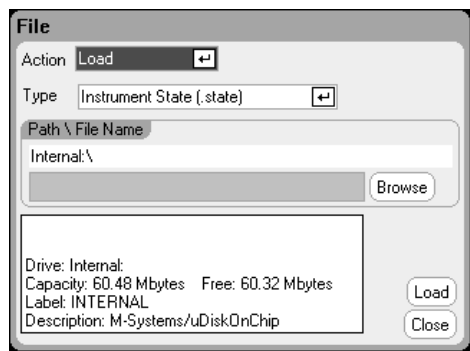 File
Action Load
Type Instrument State (.state)
Path \ File Name
Internal:\
Browse
Drive: Internal:
Capacity: 60.48 Mbytes Free: 60.32 Mbytes
Label: INTERNAL
Description: M-Systems/uDiskOnChip
Load
Close